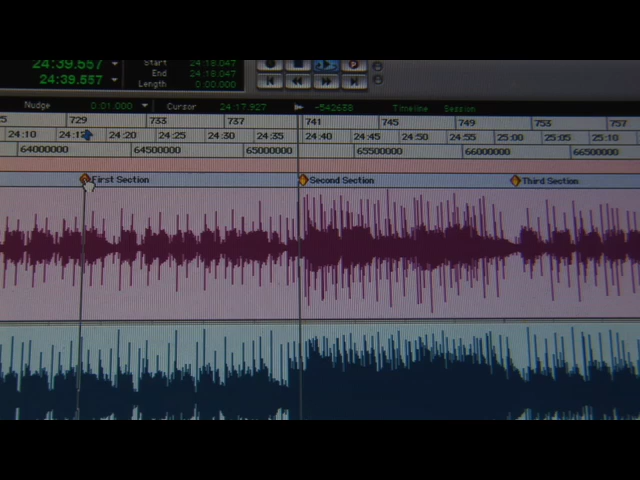 24:39.557
24:39.557
Start 24:18.047
End 24:18.047
Length 0:00.000
Nudge 0:01.000 Cursor 24:17.927 -542638 Timeline Session
729 733 737 741 745 749 753 757
24:10 24:15 24:20 24:25 24:30 24:35 24:40 24:45 24:50 24:55 25:00 25:05 25:10
64000000 64500000 65000000 65500000 66000000 66500000
First Section Second Section Third Section